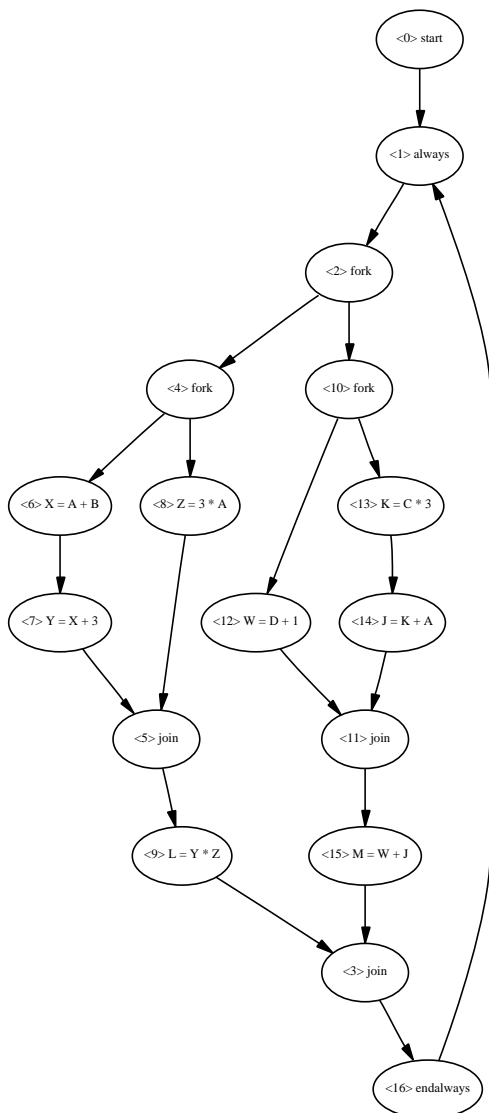 <0> start
<1> always
<2> fork
<4> fork
<10> fork
<6> X = A + B
<8> Z = 3 * A
<13> K = C * 3
<7> Y = X + 3
<12> W = D + 1
<14> J = K + A
<5> join
<11> join
<9> L = Y * Z
<15> M = W + J
<3> join
<16> endalways